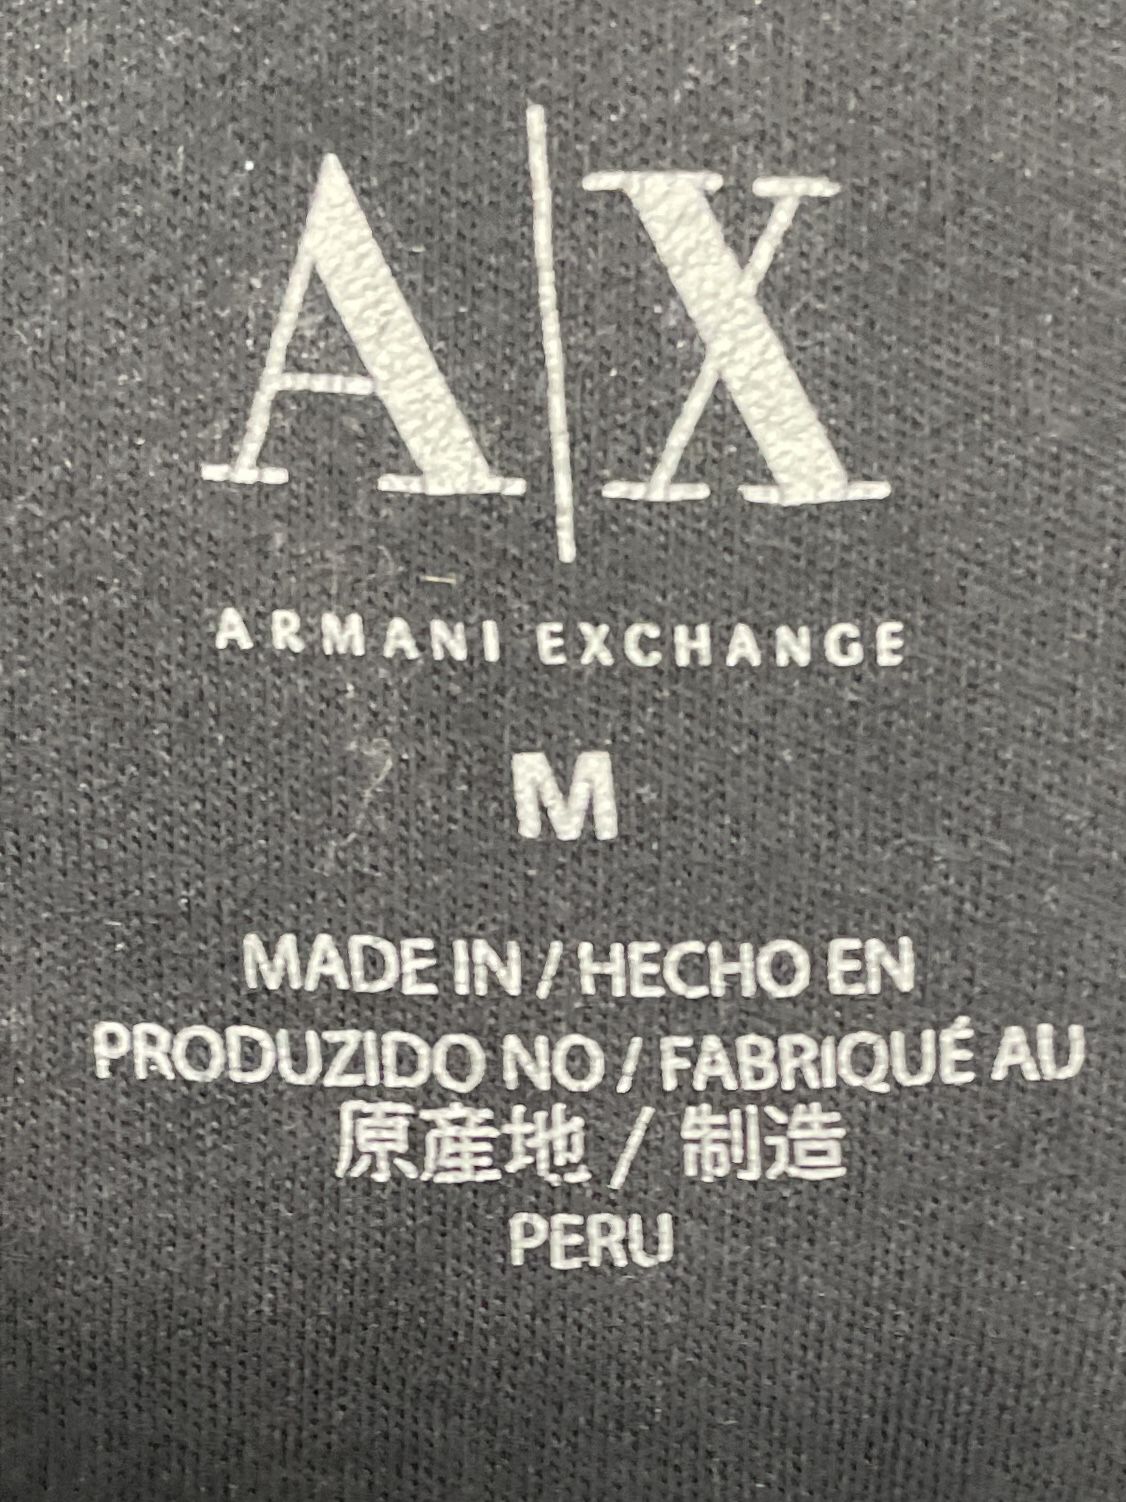 A|X
ARMANI EXCHANGE
M
MADE IN / HECHO EN
PRODUZIDO NO / FABRIQUÉ AU
原産地 / 制造
PERU